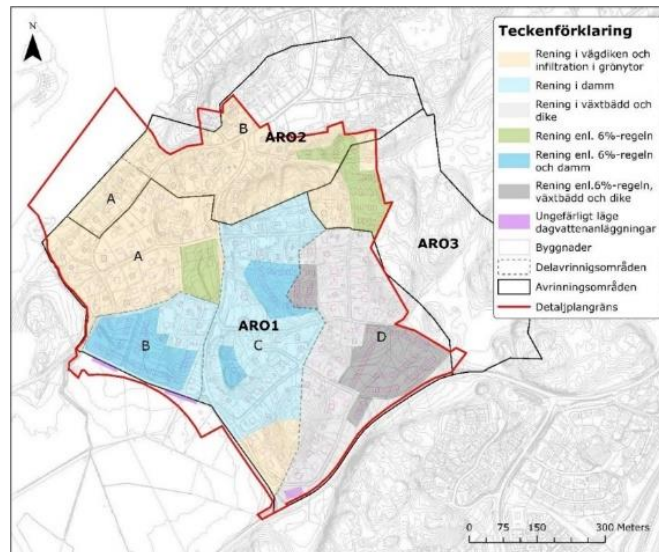 N
Teckenförklaring
Rening i vägdiken och
infiltration i grönytor
Rening i damm
Rening i växtbädd och
dike
Rening enl. 6%-regeln
Rening enl. 6%-regeln
och damm
Rening enl.6%-regeln,
växtbädd och dike
Ungefärligt läge
dagvattenanläggningar
Byggnader
Delavrinnigsområden
Avrinningsområden
Detaljplangräns
B
ARO2
A
A
ARO3
ARO1
B
C
D
0 75 150 300 Meters